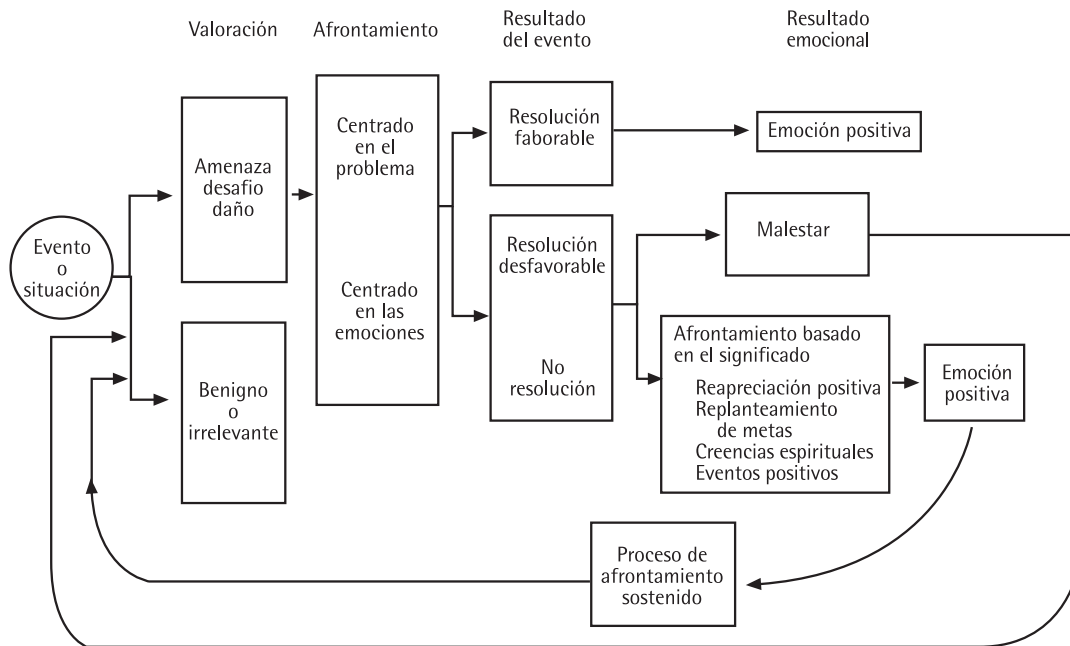 Valoración
Afrontamiento
Resultado
del evento
Resultado
emocional
Evento
o
situación
Amenaza
desafio
daño
Benigno
o
irrelevante
Centrado
en el
problema
Centrado
en las
emociones
Resolución
faborable
Resolución
desfavorable
No
resolución
Emoción positiva
Malestar
Afrontamiento basado
en el significado
Reapreciación positiva
Replanteamiento
de metas
Creencias espirituales
Eventos positivos
Emoción
positiva
Proceso de
afrontamiento
sostenido